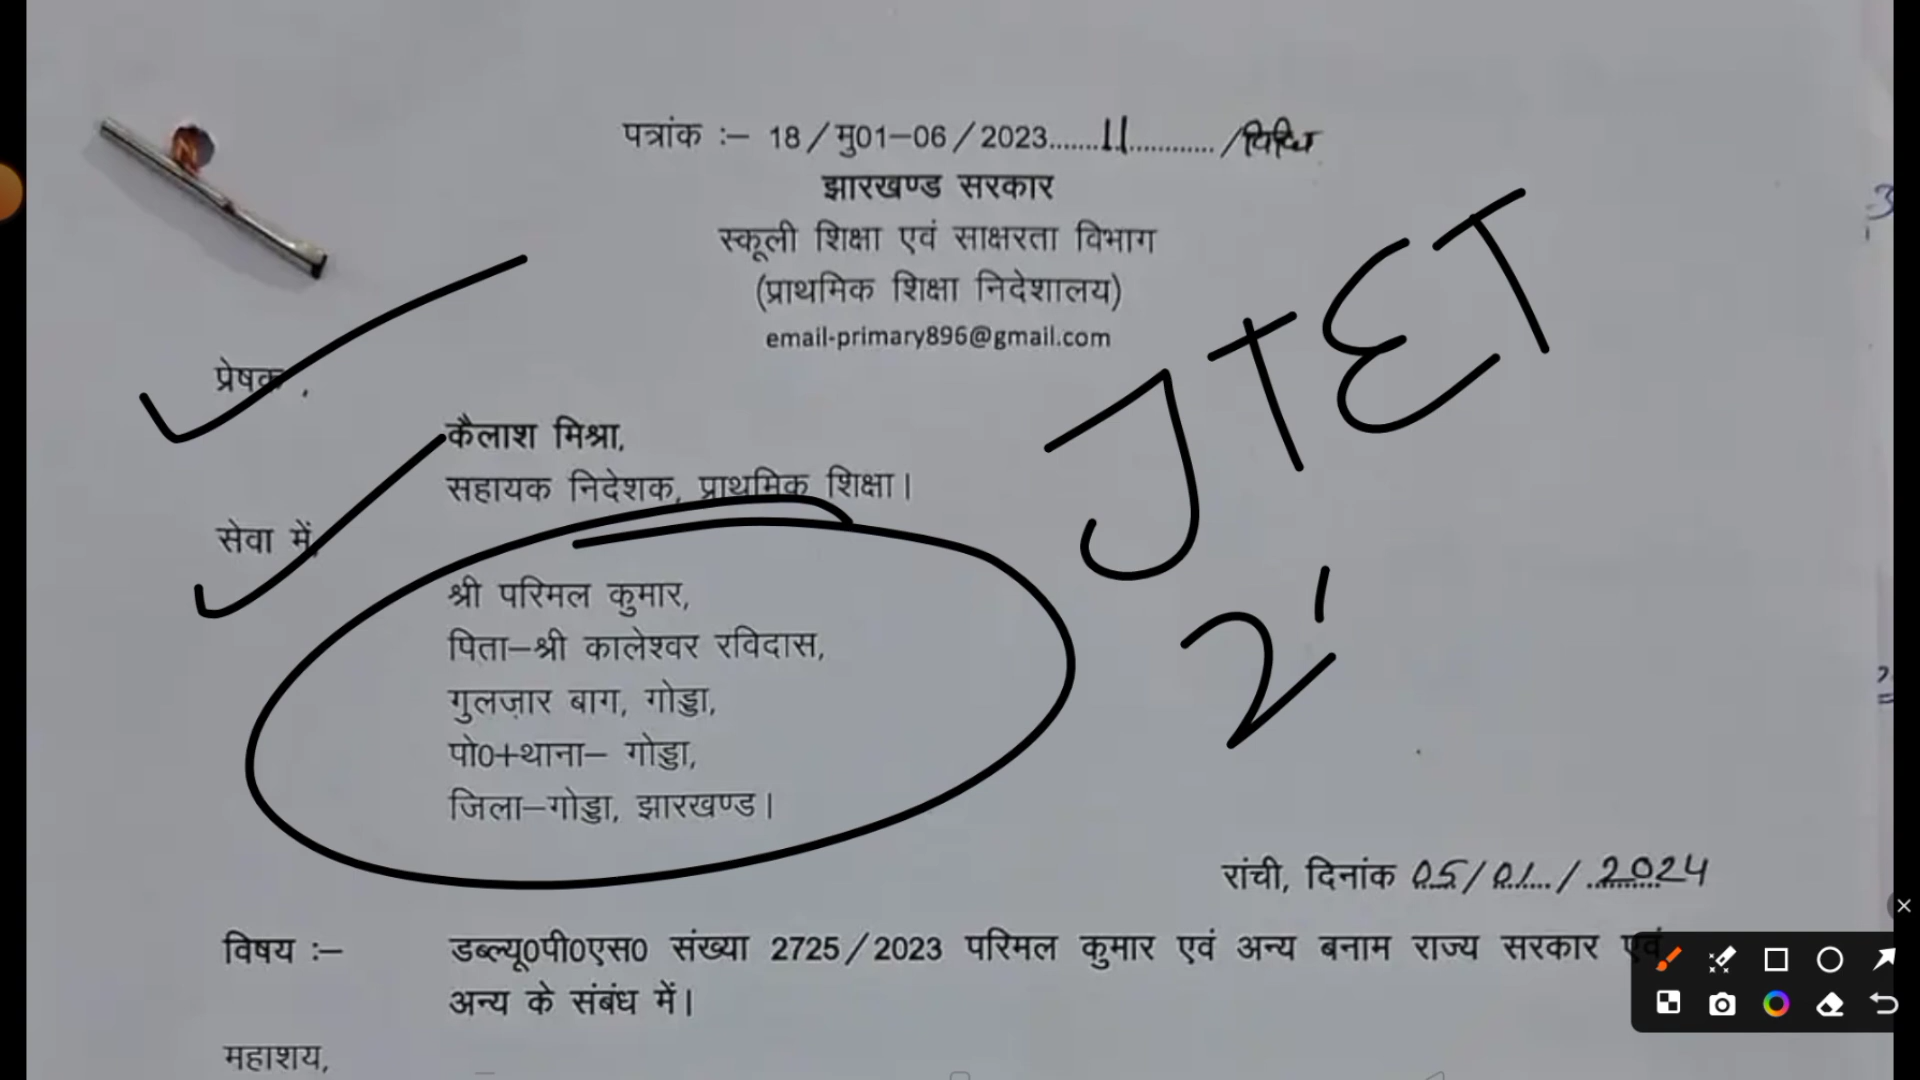 पत्रांक :– 18/मु01–06/2023.......11............/विधि
झारखण्ड सरकार
स्कूली शिक्षा एवं साक्षरता विभाग
(प्राथमिक शिक्षा निदेशालय)
email-primary896@gmail.com
प्रेषक ,
कैलाश मिश्रा,
सहायक निदेशक, प्राथमिक शिक्षा।
सेवा में,
श्री परिमल कुमार,
पिता–श्री कालेश्वर रविदास,
गुलज़ार बाग, गोड्डा,
पो0+थाना– गोड्डा,
जिला–गोड्डा, झारखण्ड।
JTET
2'
रांची, दिनांक 05/01/2024
विषय :– डब्ल्यू0पी0एस0 संख्या 2725/2023 परिमल कुमार एवं अन्य बनाम राज्य सरकार एवं
अन्य के संबंध में।
महाशय,